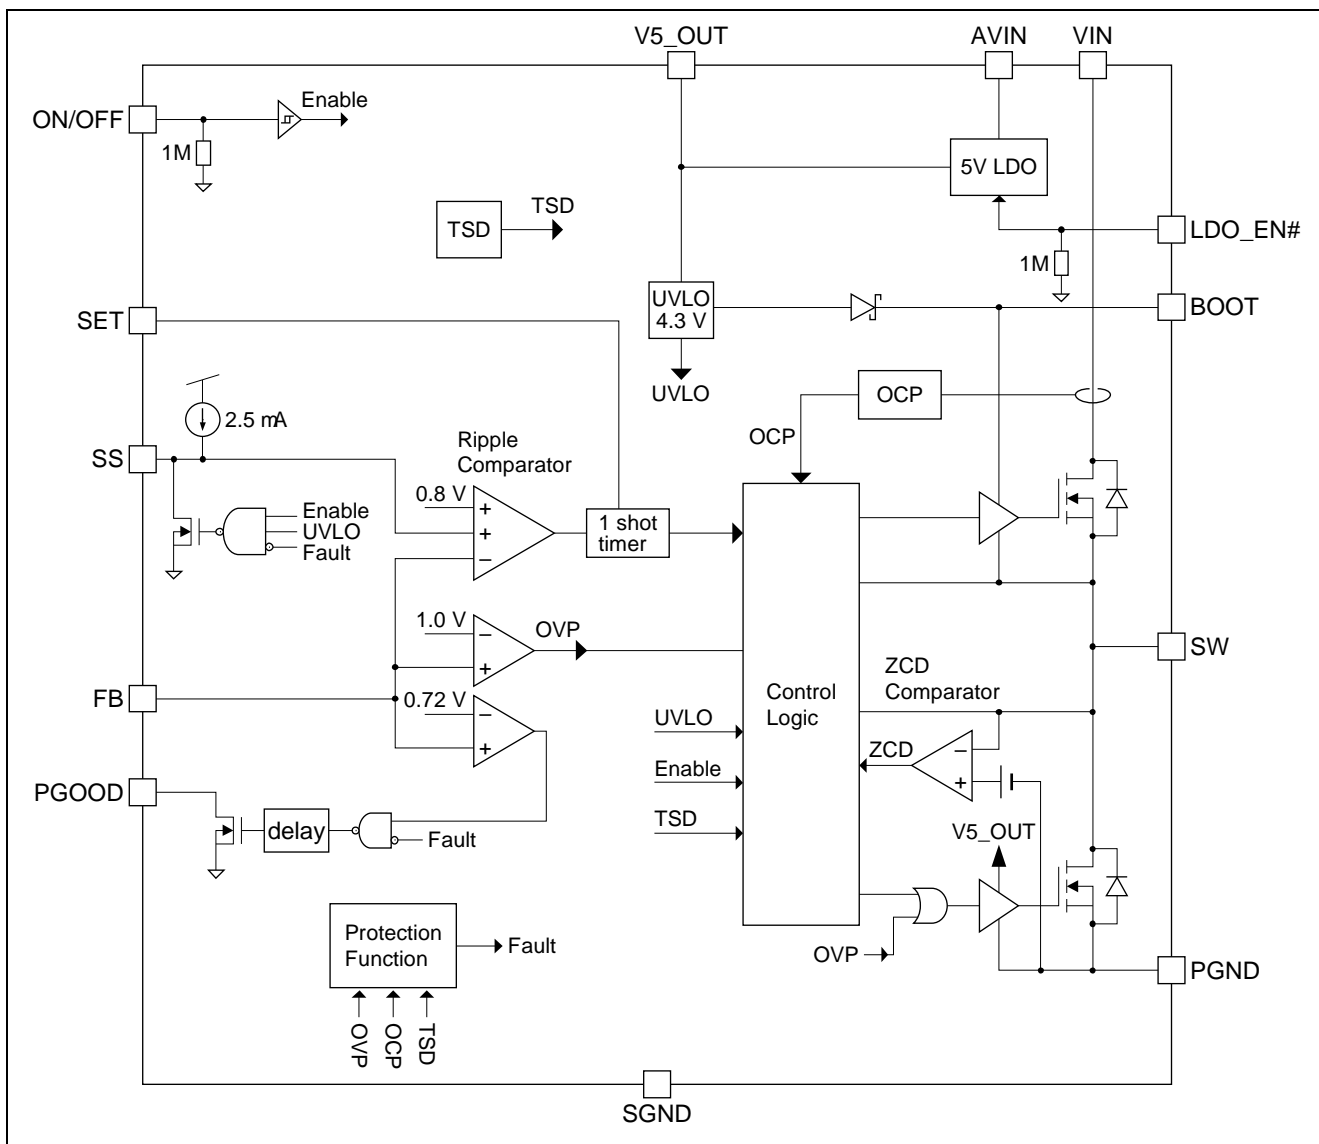 V5_OUT
AVIN
VIN
ON/OFF
Enable
1M
5V LDO
TSD
TSD
LDO_EN#
1M
SET
UVLO
4.3 V
BOOT
UVLO
OCP
2.5 mA
OCP
SS
Ripple
Comparator
0.8 V
+
+
−
1 shot
timer
Enable
UVLO
Fault
1.0 V
−
+
OVP
SW
FB
0.72 V
−
+
Control
Logic
ZCD
Comparator
UVLO
ZCD
−
+
Enable
PGOOD
TSD
V5_OUT
delay
Fault
Protection
Function
Fault
OVP
PGND
OVP
OCP
TSD
SGND